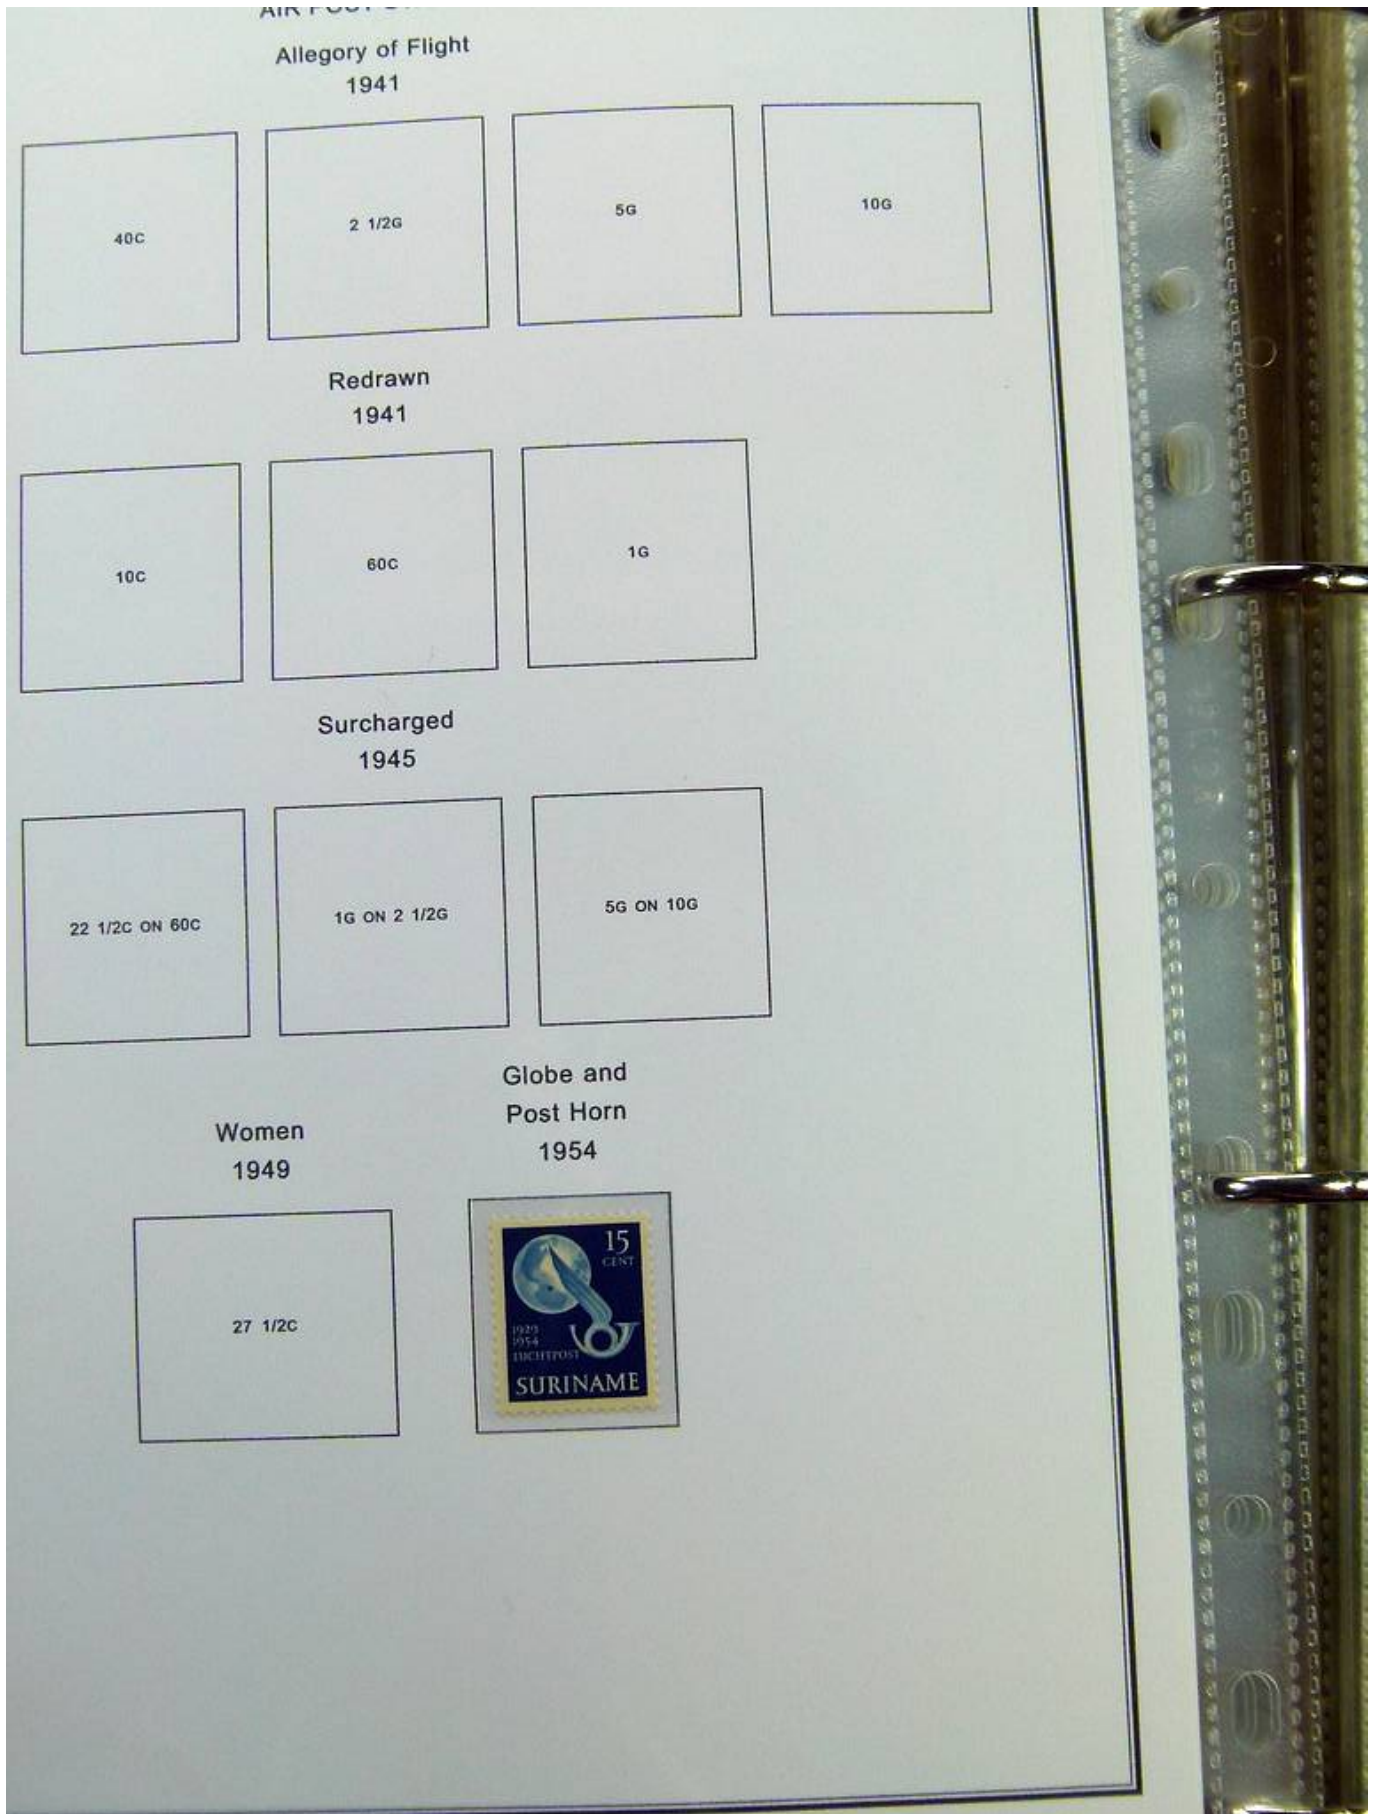 AIR POST
Allegory of Flight
1941
40C
2 1/2G
5G
10G
Redrawn
1941
10C
60C
1G
Surcharged
1945
22 1/2C ON 60C
1G ON 2 1/2G
5G ON 10G
Women
1949
27 1/2C
Globe and
Post Horn
1954
15
CENT
1929
1954
LUCHTPOST
SURINAME